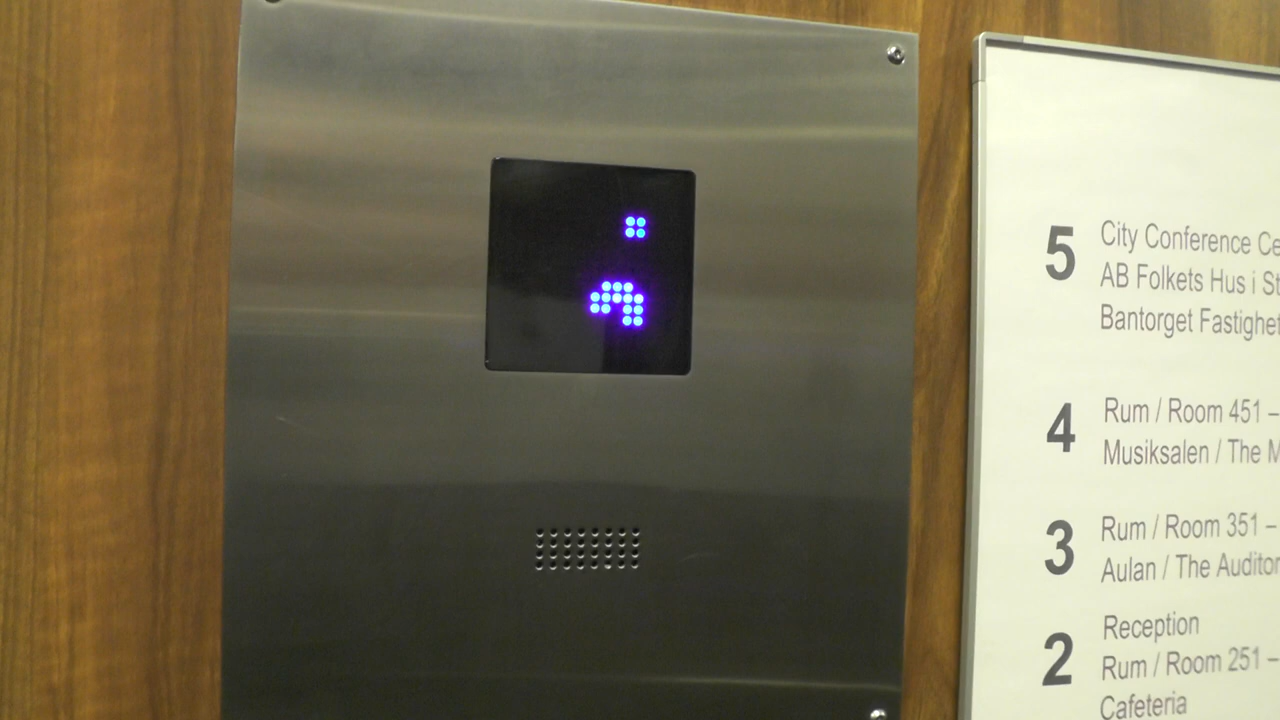 5
City Conference Ce
AB Folkets Hus i St
Bantorget Fastighet
4
Rum / Room 451 –
Musiksalen / The M
3
Rum / Room 351 –
Aulan / The Auditor
2
Reception
Rum / Room 251 –
Cafeteria